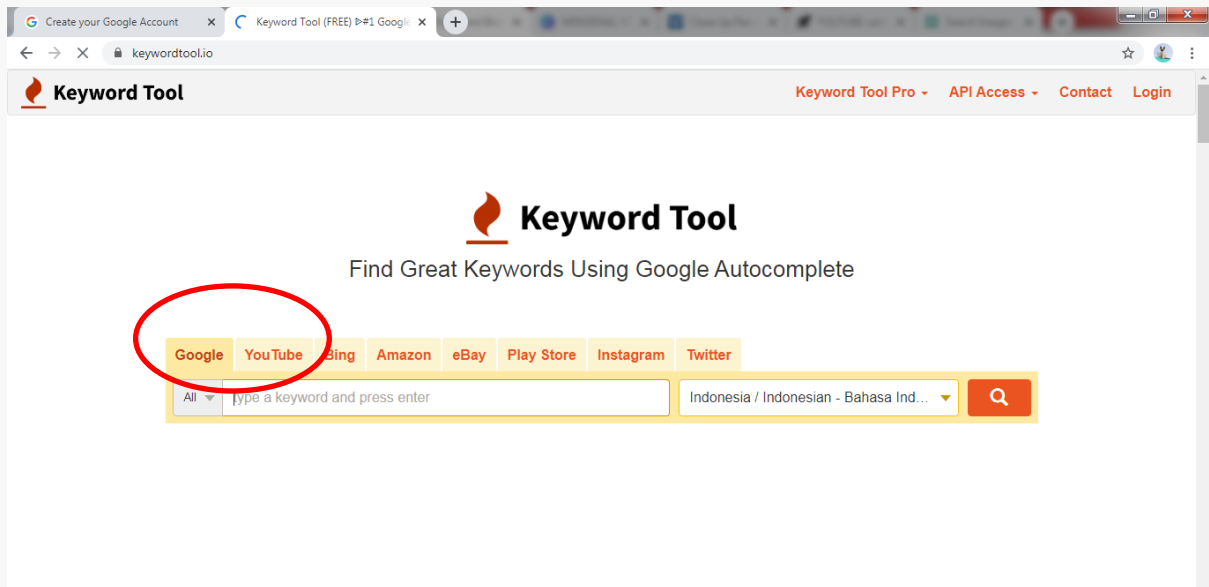 Create your Google Account
Keyword Tool (FREE) ᐈ#1 Google
keywordtool.io
Keyword Tool
Keyword Tool Pro
API Access
Contact
Login
Keyword Tool
Find Great Keywords Using Google Autocomplete
Google YouTube Bing Amazon eBay Play Store Instagram Twitter
All
Type a keyword and press enter
Indonesia / Indonesian - Bahasa Ind...